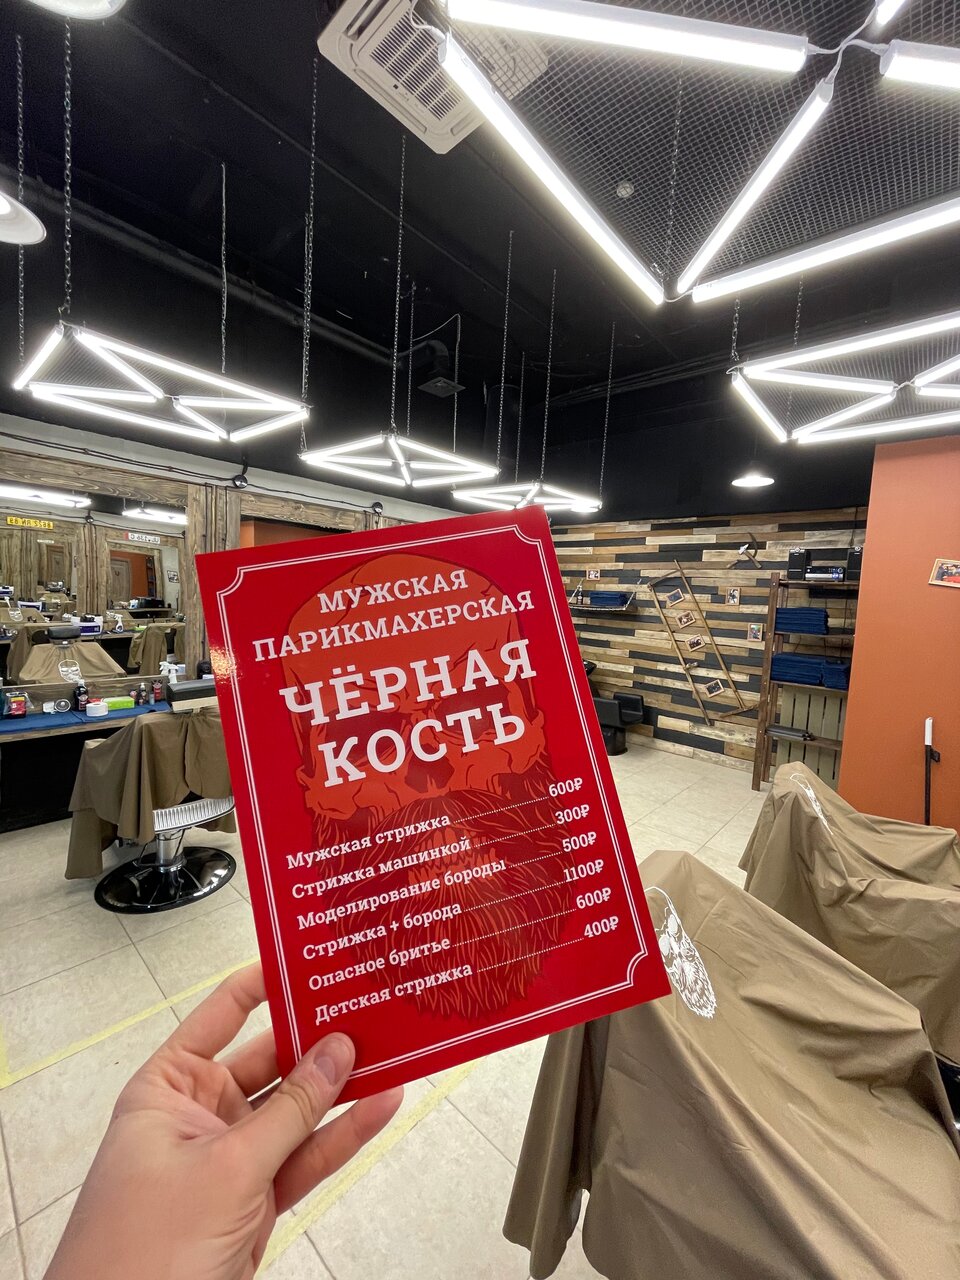 МУЖСКАЯ
ПАРИКМАХЕРСКАЯ
ЧЁРНАЯ
КОСТЬ
Мужская стрижка 600₽
Стрижка машинкой 300₽
Моделирование бороды 500₽
Стрижка + борода 1100₽
Опасное бритье 600₽
Детская стрижка 400₽